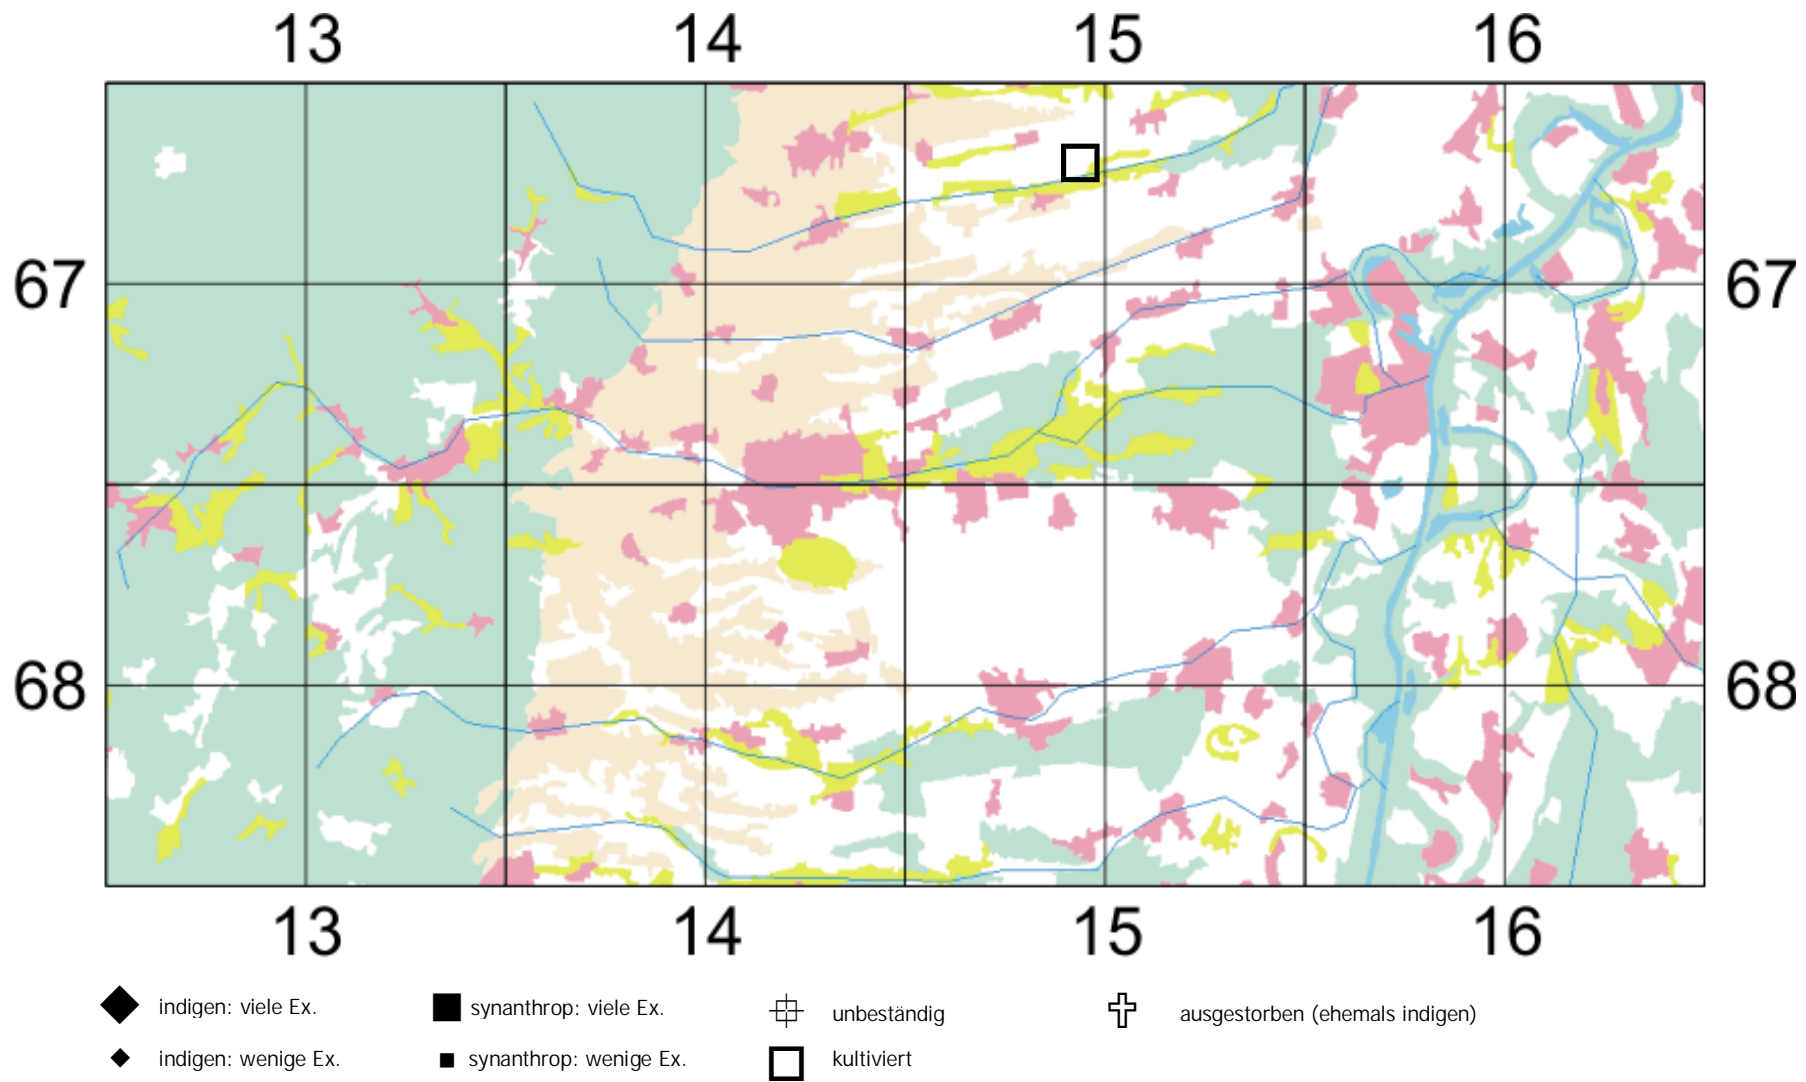 13 14 15 16
67 67
68 68
13 14 15 16
indigen: viele Ex. synanthrop: viele Ex. unbeständig ausgestorben (ehemals indigen)
indigen: wenige Ex. synanthrop: wenige Ex. kultiviert